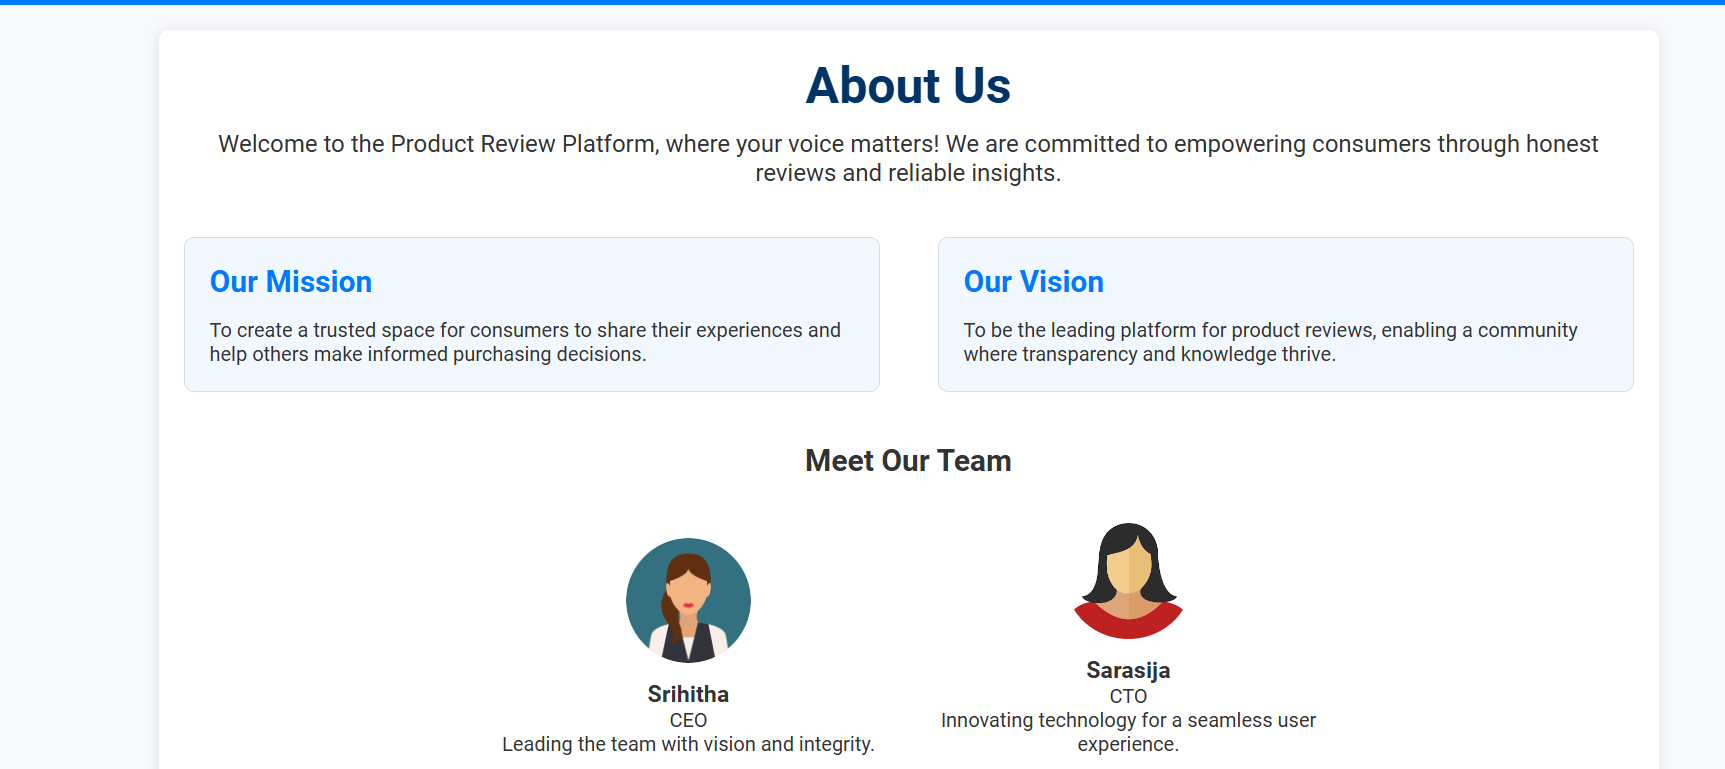 About Us
Welcome to the Product Review Platform, where your voice matters! We are committed to empowering consumers through honest
reviews and reliable insights.
Our Mission
To create a trusted space for consumers to share their experiences and
help others make informed purchasing decisions.
Our Vision
To be the leading platform for product reviews, enabling a community
where transparency and knowledge thrive.
Meet Our Team
Srihitha
CEO
Leading the team with vision and integrity.
Sarasija
CTO
Innovating technology for a seamless user
experience.